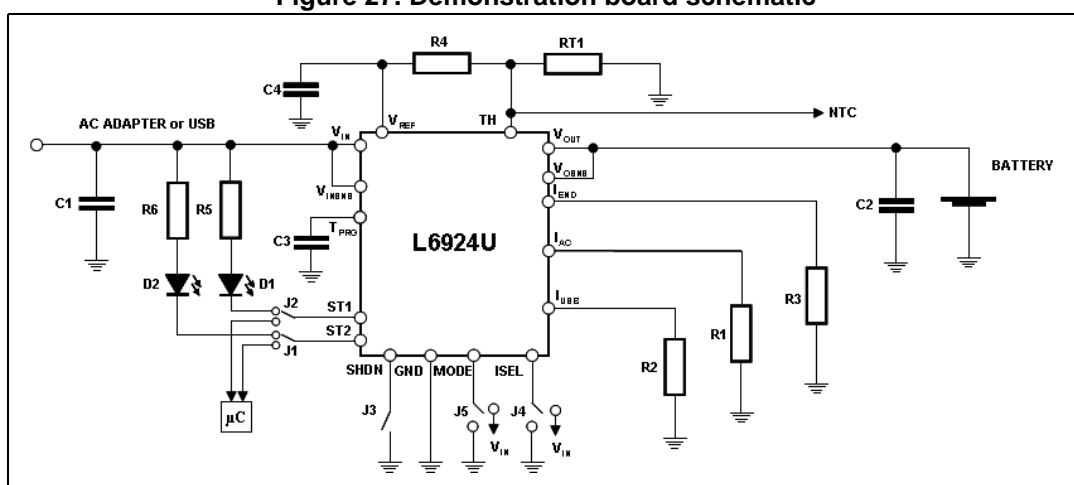 Figure 27. Demonstration board schematic
R4
RT1
C4
NTC
AC ADAPTER or USB
VIN
VREF
TH
VOUT
VOBNB
BATTERY
VINBNB
IEND
C1
R6
R5
C3
TPRG
L6924U
C2
IAC
D2
D1
R3
J2
ST1
IUSB
R1
ST2
J1
R2
SHDN
GND
MODE
ISEL
J3
J5
J4
µC
VIN
VIN